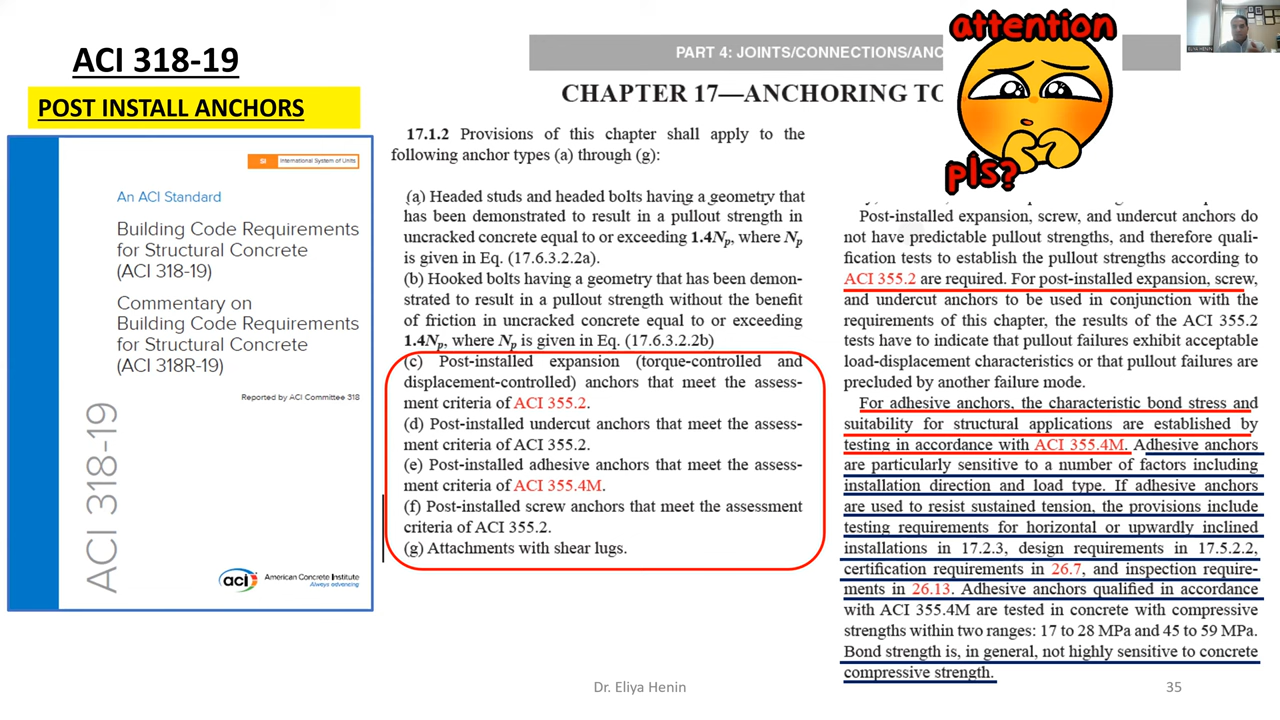 ACI 318-19
POST INSTALL ANCHORS
SI International System of Units
An ACI Standard
Building Code Requirements
for Structural Concrete
(ACI 318-19)
Commentary on
Building Code Requirements
for Structural Concrete
(ACI 318R-19)
Reported by ACI Committee 318
ACI 318-19
aci American Concrete Institute
Always advancing
PART 4: JOINTS/CONNECTIONS/ANC
CHAPTER 17—ANCHORING TO
17.1.2 Provisions of this chapter shall apply to the
following anchor types (a) through (g):
(a) Headed studs and headed bolts having a geometry that
has been demonstrated to result in a pullout strength in
uncracked concrete equal to or exceeding 1.4Np, where Np
is given in Eq. (17.6.3.2.2a).
(b) Hooked bolts having a geometry that has been demon-
strated to result in a pullout strength without the benefit
of friction in uncracked concrete equal to or exceeding
1.4Np, where Np is given in Eq. (17.6.3.2.2b)
(c) Post-installed expansion (torque-controlled and
displacement-controlled) anchors that meet the assess-
ment criteria of ACI 355.2.
(d) Post-installed undercut anchors that meet the assess-
ment criteria of ACI 355.2.
(e) Post-installed adhesive anchors that meet the assess-
ment criteria of ACI 355.4M.
(f) Post-installed screw anchors that meet the assessment
criteria of ACI 355.2.
(g) Attachments with shear lugs.
attention
pls?
Post-installed expansion, screw, and undercut anchors do
not have predictable pullout strengths, and therefore quali-
fication tests to establish the pullout strengths according to
ACI 355.2 are required. For post-installed expansion, screw,
and undercut anchors to be used in conjunction with the
requirements of this chapter, the results of the ACI 355.2
tests have to indicate that pullout failures exhibit acceptable
load-displacement characteristics or that pullout failures are
precluded by another failure mode.
For adhesive anchors, the characteristic bond stress and
suitability for structural applications are established by
testing in accordance with ACI 355.4M. Adhesive anchors
are particularly sensitive to a number of factors including
installation direction and load type. If adhesive anchors
are used to resist sustained tension, the provisions include
testing requirements for horizontal or upwardly inclined
installations in 17.2.3, design requirements in 17.5.2.2,
certification requirements in 26.7, and inspection require-
ments in 26.13. Adhesive anchors qualified in accordance
with ACI 355.4M are tested in concrete with compressive
strengths within two ranges: 17 to 28 MPa and 45 to 59 MPa.
Bond strength is, in general, not highly sensitive to concrete
compressive strength.
Dr. Eliya Henin
35